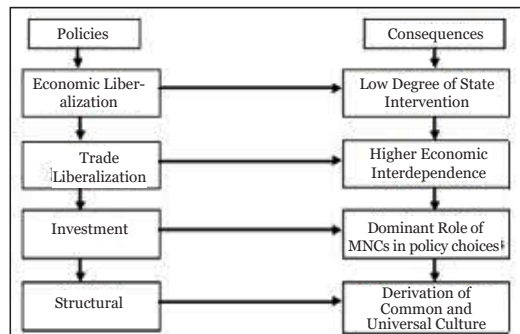 Policies
Consequences
Economic Liber-
alization
Low Degree of State
Intervention
Trade
Liberalization
Higher Economic
Interdependence
Investment
Dominant Role of
MNCs in policy choices
Structural
Derivation of
Common and
Universal Culture